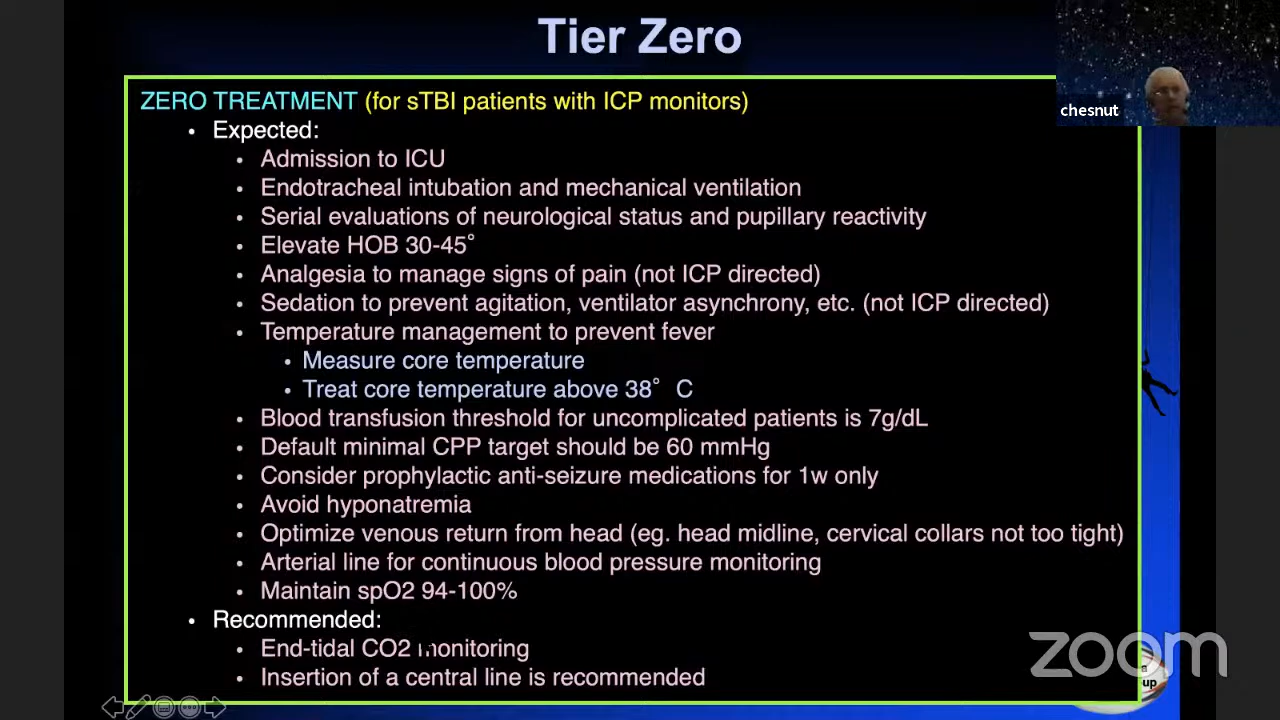 Tier Zero
chesnut
ZERO TREATMENT (for sTBI patients with ICP monitors)
• Expected:
• Admission to ICU
• Endotracheal intubation and mechanical ventilation
• Serial evaluations of neurological status and pupillary reactivity
• Elevate HOB 30-45°
• Analgesia to manage signs of pain (not ICP directed)
• Sedation to prevent agitation, ventilator asynchrony, etc. (not ICP directed)
• Temperature management to prevent fever
• Measure core temperature
• Treat core temperature above 38° C
• Blood transfusion threshold for uncomplicated patients is 7g/dL
• Default minimal CPP target should be 60 mmHg
• Consider prophylactic anti-seizure medications for 1w only
• Avoid hyponatremia
• Optimize venous return from head (eg. head midline, cervical collars not too tight)
• Arterial line for continuous blood pressure monitoring
• Maintain spO2 94-100%
• Recommended:
• End-tidal CO2 monitoring
• Insertion of a central line is recommended
zoom